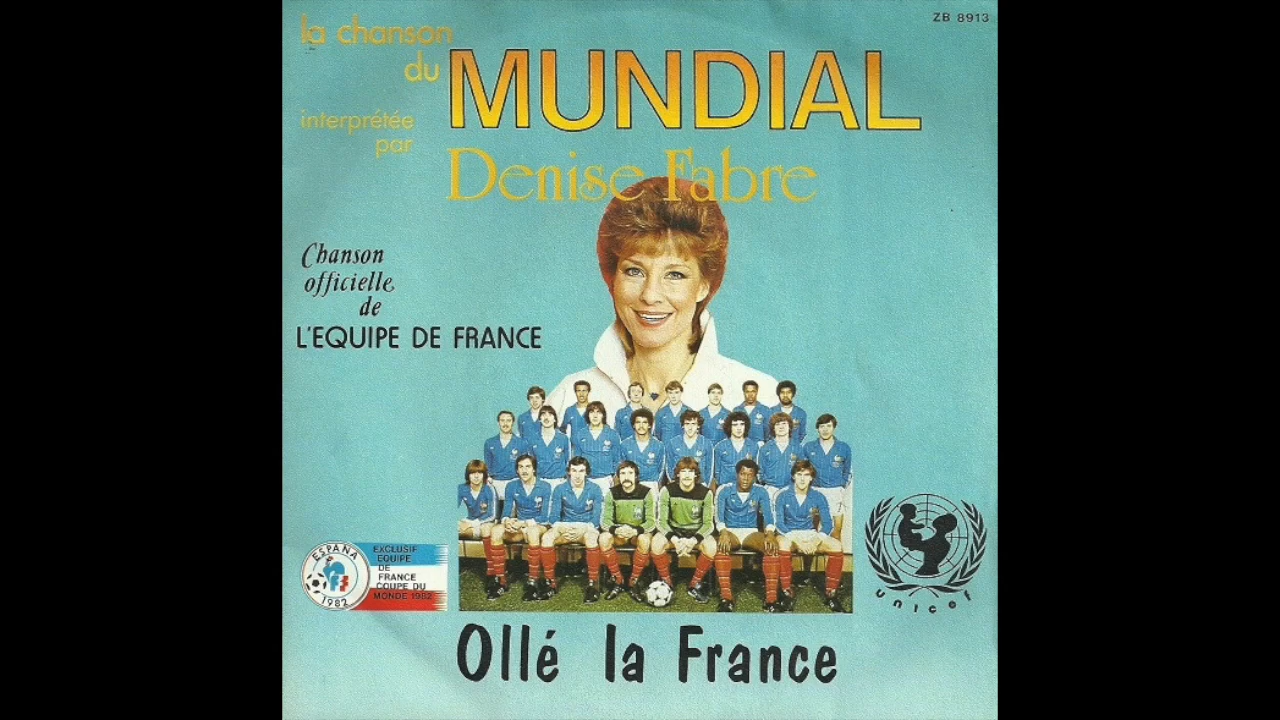 ZB 8913
la chanson
du
MUNDIAL
interprétée
par
Denise Fabre
Chanson
officielle
de
L'EQUIPE DE FRANCE
ESPAÑA
1982
EXCLUSIF
EQUIPE
DE
FRANCE
COUPE DU
MONDE 1982
unicef
Ollé la France